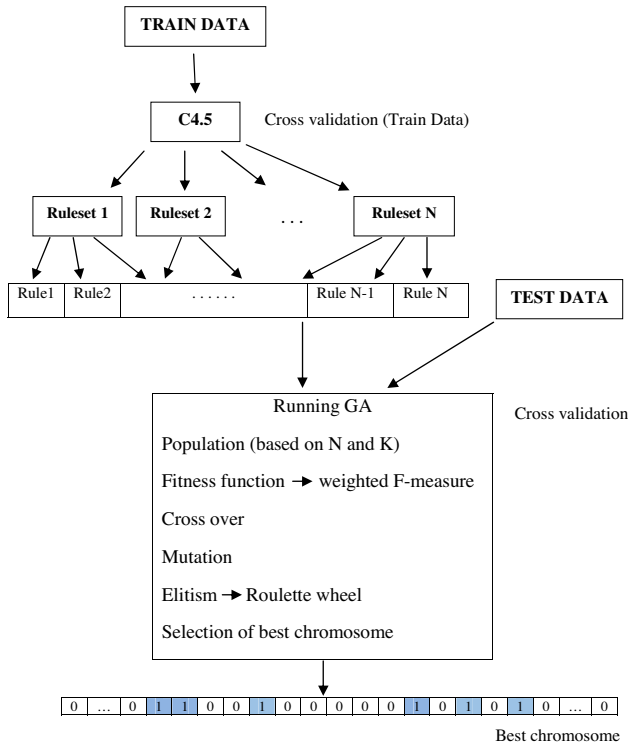 TRAIN DATA
C4.5
Cross validation (Train Data)
Ruleset 1 Ruleset 2 . . . Ruleset N
Rule1 Rule2 . . . . . . Rule N-1 Rule N
TEST DATA
Running GA
Cross validation
Population (based on N and K)
Fitness function → weighted F-measure
Cross over
Mutation
Elitism → Roulette wheel
Selection of best chromosome
0 ... 0 1 1 0 0 1 0 0 0 0 0 1 0 1 0 1 0 ... 0
Best chromosome